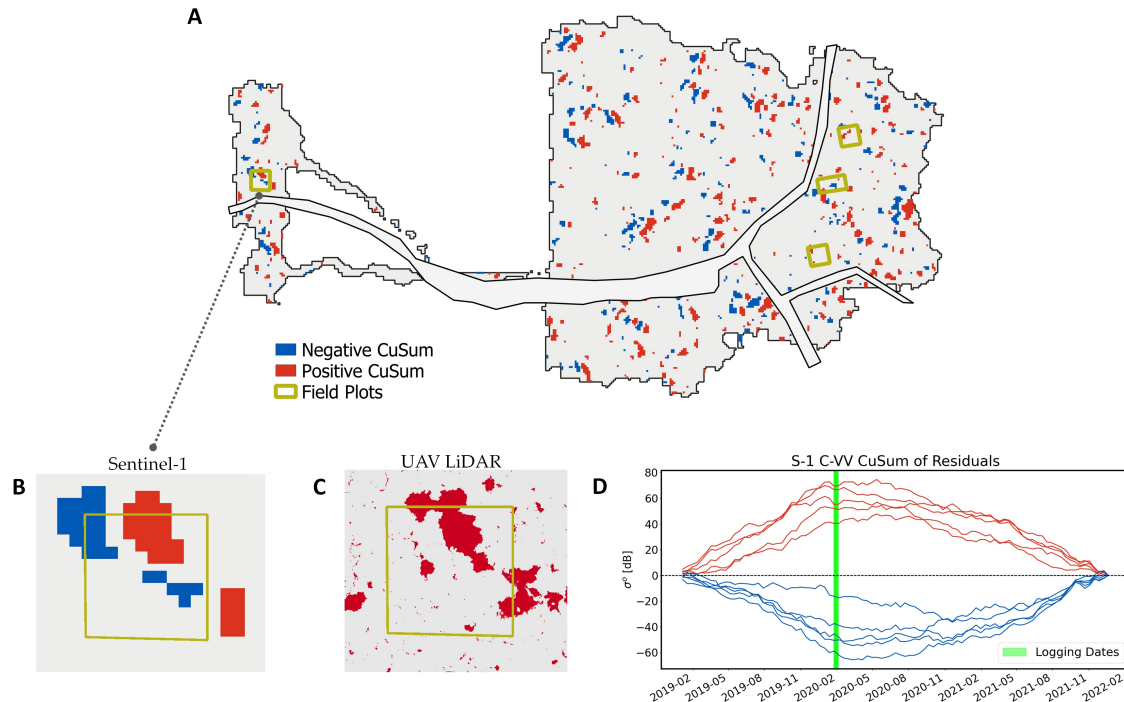 A
Negative CuSum
Positive CuSum
Field Plots
B
Sentinel-1
C
UAV LiDAR
D
S-1 C-VV CuSum of Residuals
80
60
40
20
0
−20
−40
−60
σ⁰ [dB]
Logging Dates
2019-02
2019-05
2019-08
2019-11
2020-02
2020-05
2020-08
2020-11
2021-02
2021-05
2021-08
2021-11
2022-02